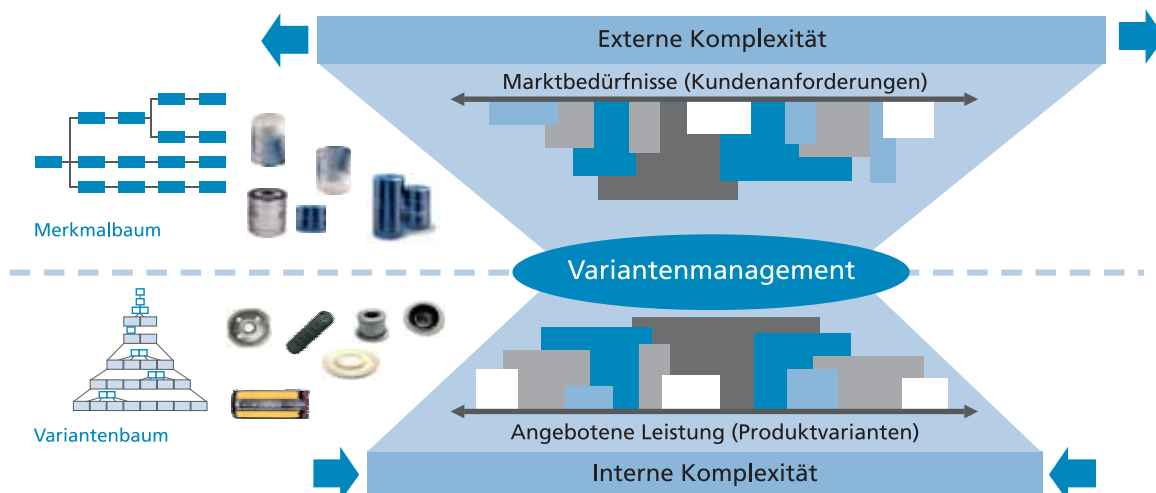 Externe Komplexität
Marktbedürfnisse (Kundenanforderungen)
Merkmalbaum
Variantenmanagement
Variantenbaum
Angebotene Leistung (Produktvarianten)
Interne Komplexität